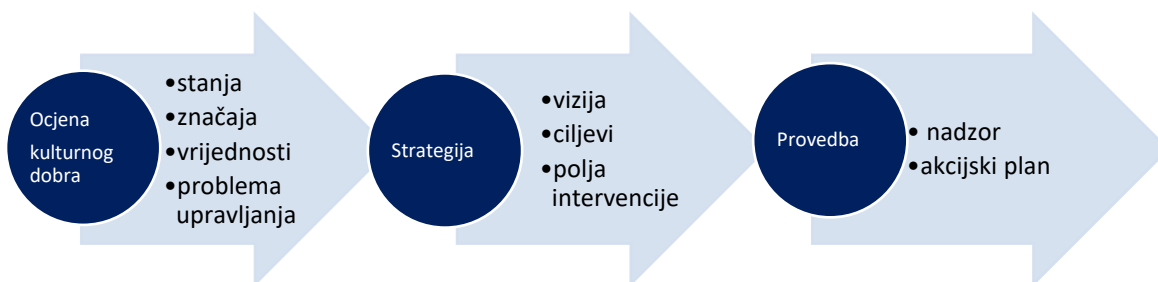 Ocjena
kulturnog
dobra
•stanja
•značaja
•vrijednosti
•problema
upravljanja
Strategija
•vizija
•ciljevi
•polja
intervencije
Provedba
• nadzor
•akcijski plan